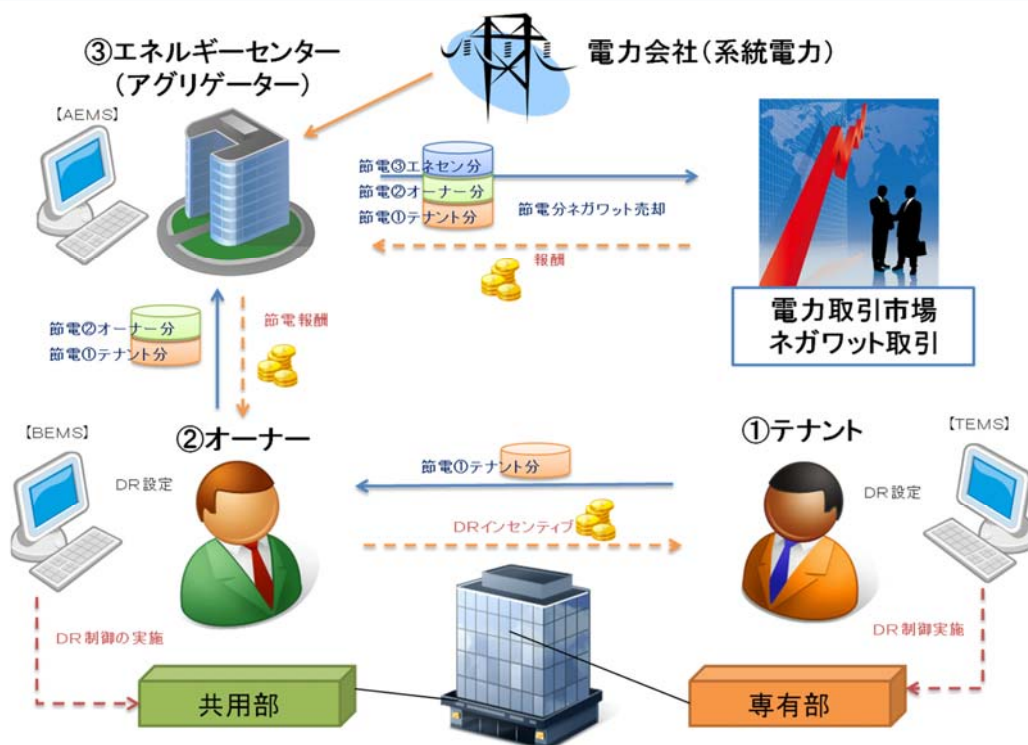 ③エネルギーセンター
(アグリゲーター)
電力会社(系統電力)
【AEMS】
節電③エネセン分
節電②オーナー分
節電①テナント分
節電分ネガワット売却
報酬
電力取引市場
ネガワット取引
節電②オーナー分
節電①テナント分
節電報酬
【BEMS】
②オーナー
DR設定
節電①テナント分
DRインセンティブ
①テナント
【TEMS】
DR設定
DR制御の実施
DR制御実施
共用部
専有部